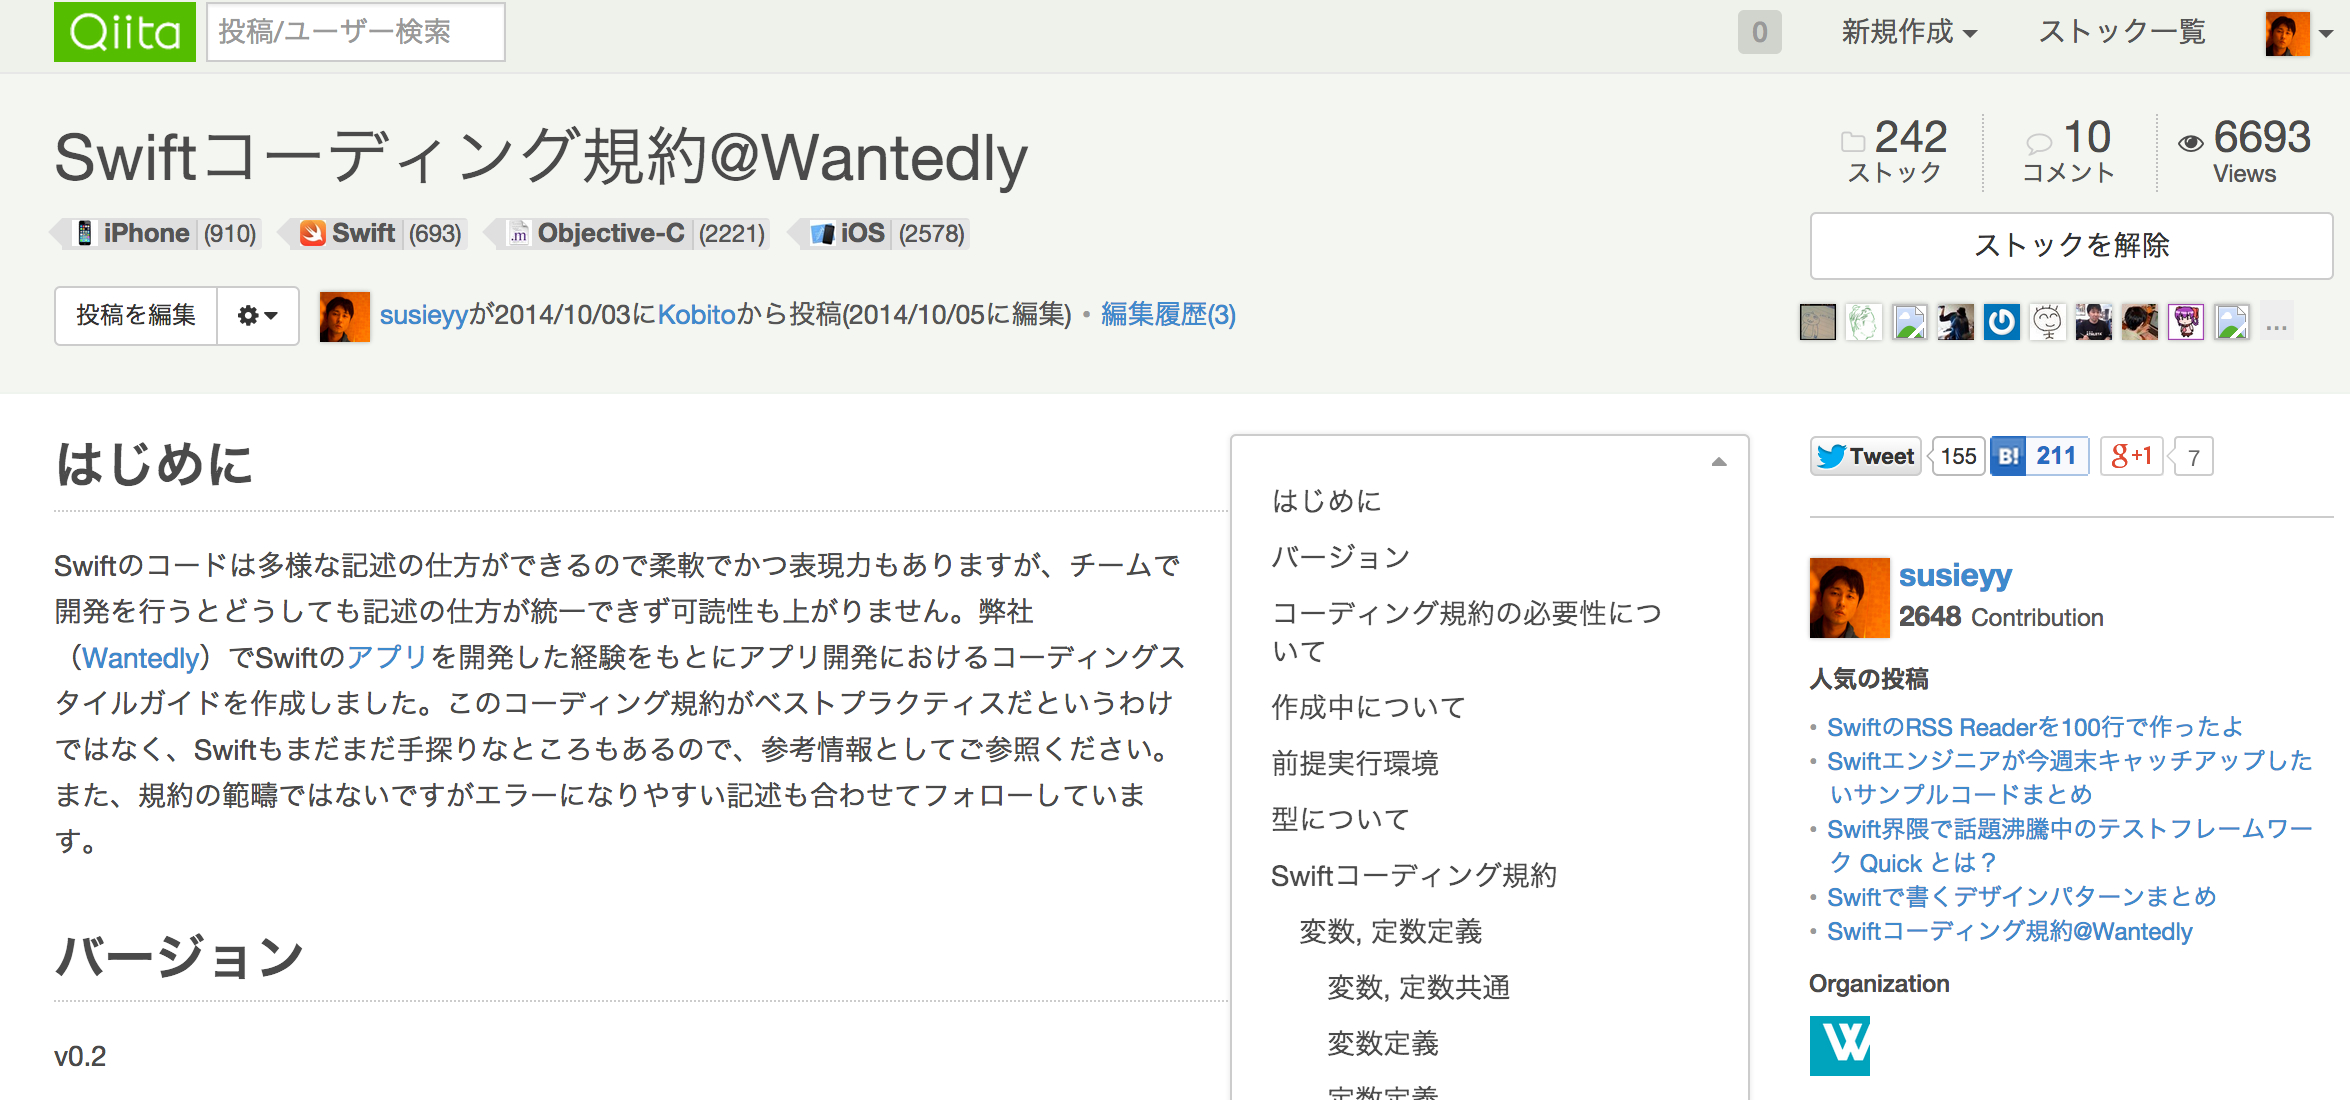 Qiita
投稿/ユーザー検索
0
新規作成
ストック一覧
Swiftコーディング規約@Wantedly
242
ストック
10
コメント
6693
Views
iPhone (910)
Swift (693)
.m Objective-C (2221)
iOS (2578)
ストックを解除
投稿を編集
susieyyが2014/10/03にKobitoから投稿(2014/10/05に編集) • 編集履歴(3)
...
はじめに
Swiftのコードは多様な記述の仕方ができるので柔軟でかつ表現力もありますが、チームで
開発を行うとどうしても記述の仕方が統一できず可読性も上がりません。弊社
（Wantedly）でSwiftのアプリを開発した経験をもとにアプリ開発におけるコーディングス
タイルガイドを作成しました。このコーディング規約がベストプラクティスだというわけ
ではなく、Swiftもまだまだ手探りなところもあるので、参考情報としてご参照ください。
また、規約の範疇ではないですがエラーになりやすい記述も合わせてフォローしていま
す。
バージョン
v0.2
はじめに
バージョン
コーディング規約の必要性につ
いて
作成中について
前提実行環境
型について
Swiftコーディング規約
変数, 定数定義
変数, 定数共通
変数定義
定数定義
Tweet 155
B! 211
g+1 7
susieyy
2648 Contribution
人気の投稿
• SwiftのRSS Readerを100行で作ったよ
• Swiftエンジニアが今週末キャッチアップした
いサンプルコードまとめ
• Swift界隈で話題沸騰中のテストフレームワー
ク Quick とは？
• Swiftで書くデザインパターンまとめ
• Swiftコーディング規約@Wantedly
Organization
W